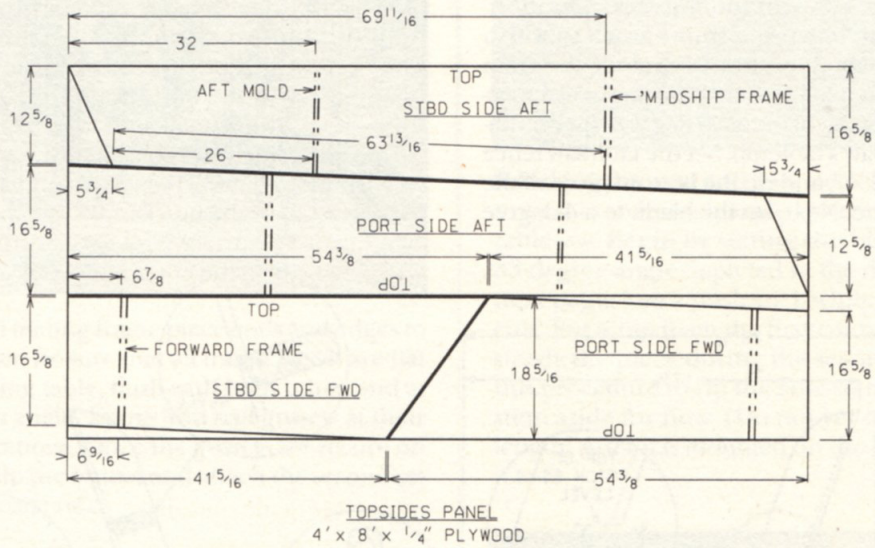 69 11/16
32
TOP
AFT MOLD
STBD SIDE AFT
'MIDSHIP FRAME
12 5/8
16 5/8
63 13/16
26
5 3/4
5 3/4
PORT SIDE AFT
16 5/8
12 5/8
54 3/8
41 5/16
6 7/8
TOP
TOP
FORWARD FRAME
PORT SIDE FWD
16 5/8
18 5/16
16 5/8
STBD SIDE FWD
TOP
6 9/16
41 5/16
54 3/8
TOPSIDES PANEL
4' x 8' x 1/4" PLYWOOD